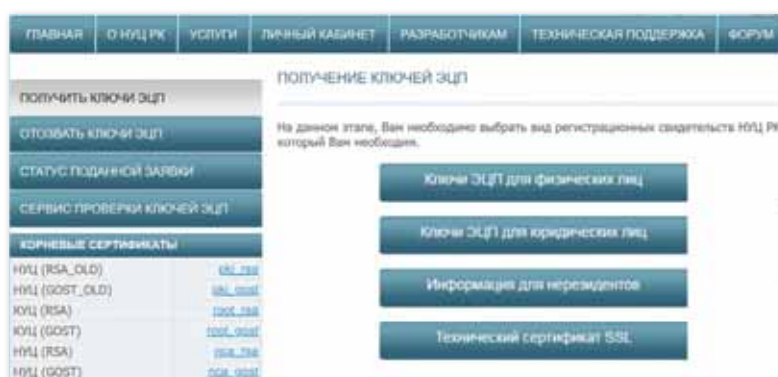 ГЛАВНАЯ О НУЦ РК УСЛУГИ ЛИЧНЫЙ КАБИНЕТ РАЗРАБОТЧИКАМ ТЕХНИЧЕСКАЯ ПОДДЕРЖКА ФОРУМ
ПОЛУЧИТЬ КЛЮЧИ ЭЦП
ОТОЗВАТЬ КЛЮЧИ ЭЦП
СТАТУС ПОДАННОЙ ЗАЯВКИ
СЕРВИС ПРОВЕРКИ КЛЮЧЕЙ ЭЦП
КОРНЕВЫЕ СЕРТИФИКАТЫ
НУЦ (RSA_OLD) pki_rsa
НУЦ (GOST_OLD) pki_gost
КУЦ (RSA) root_rsa
КУЦ (GOST) root_gost
НУЦ (RSA) nca_rsa
НУЦ (GOST) nca_gost
ПОЛУЧЕНИЕ КЛЮЧЕЙ ЭЦП
На данном этапе, Вам необходимо выбрать вид регистрационных свидетельств НУЦ РК
который Вам необходим.
Ключи ЭЦП для физических лиц
Ключи ЭЦП для юридических лиц
Информация для нерезидентов
Технический сертификат SSL